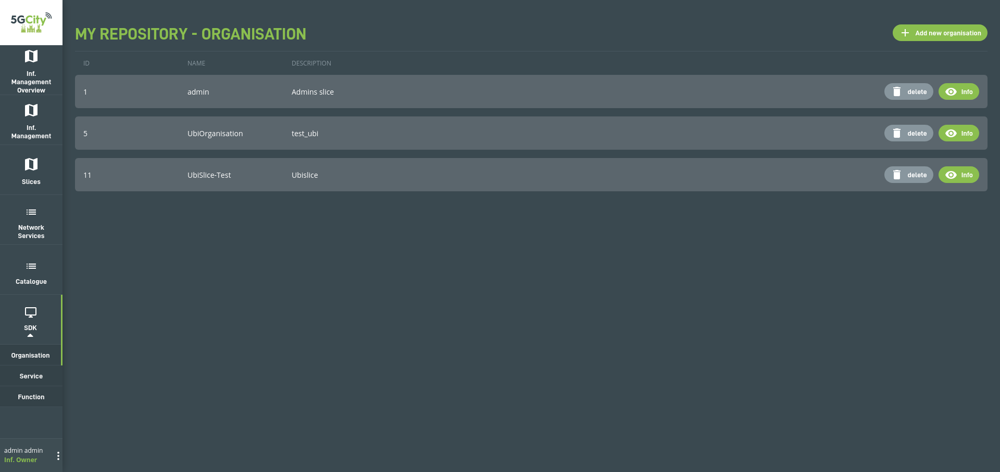 5GCity
Inf.
Management
Overview
Inf.
Management
Slices
Network
Services
Catalogue
SDK
Organisation
Service
Function
admin admin
Inf. Owner
MY REPOSITORY - ORGANISATION
Add new organisation
ID NAME DESCRIPTION
1 admin Admins slice delete Info
5 UbiOrganisation test_ubi delete Info
11 UbiSlice-Test Ubislice delete Info